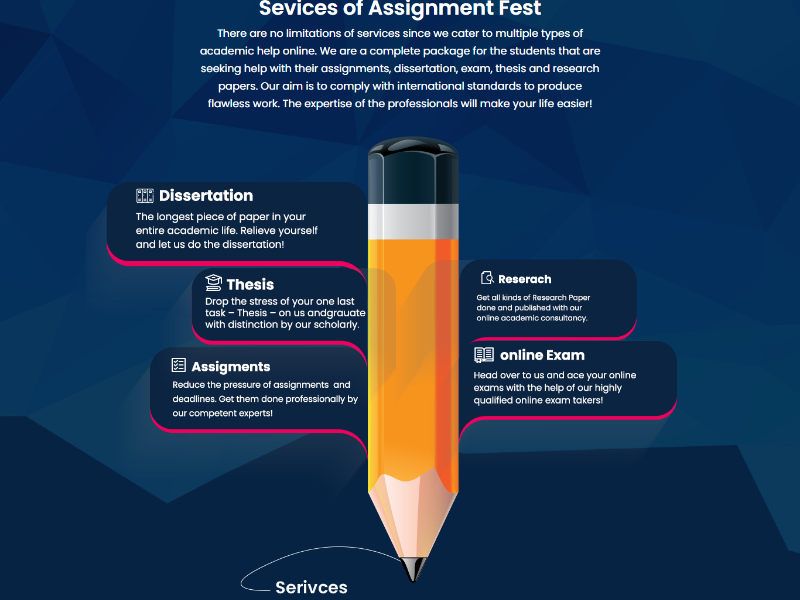 Sevices of Assignment Fest
There are no limitations of services since we cater to multiple types of
academic help online. We are a complete package for the students that are
seeking help with their assignments, dissertation, exam, thesis and research
papers. Our aim is to comply with international standards to produce
flawless work. The expertise of the professionals will make your life easier!
Dissertation
The longest piece of paper in your
entire academic life. Relieve yourself
and let us do the dissertation!
Thesis
Drop the stress of your one last
task – Thesis – on us andgrauate
with distinction by our scholarly.
Assigments
Reduce the pressure of assignments and
deadlines. Get them done professionally by
our competent experts!
Reserach
Get all kinds of Research Paper
done and published with our
online academic consultancy.
online Exam
Head over to us and ace your online
exams with the help of our highly
qualified online exam takers!
Serivces